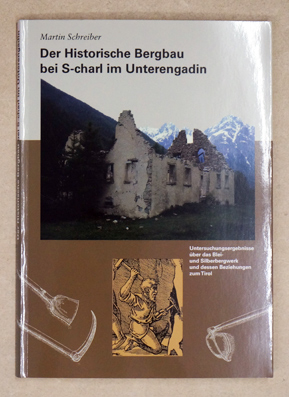 Martin Schreiber
Der Historische Bergbau
bei S-charl im Unterengadin
Untersuchungsergebnisse
über das Blei-
und Silberbergwerk
und dessen Beziehungen
zum Tirol